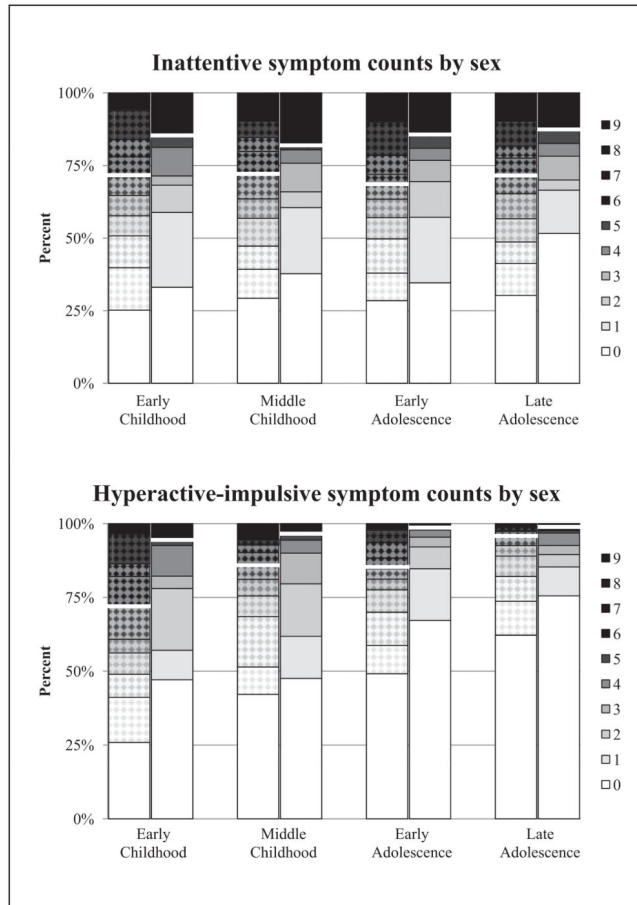 Inattentive symptom counts by sex
100%
75%
50%
25%
0%
Percent
Early
Childhood
Middle
Childhood
Early
Adolescence
Late
Adolescence
9
8
7
6
5
4
3
2
1
0
Hyperactive-impulsive symptom counts by sex
100%
75%
50%
25%
0%
Percent
Early
Childhood
Middle
Childhood
Early
Adolescence
Late
Adolescence
9
8
7
6
5
4
3
2
1
0